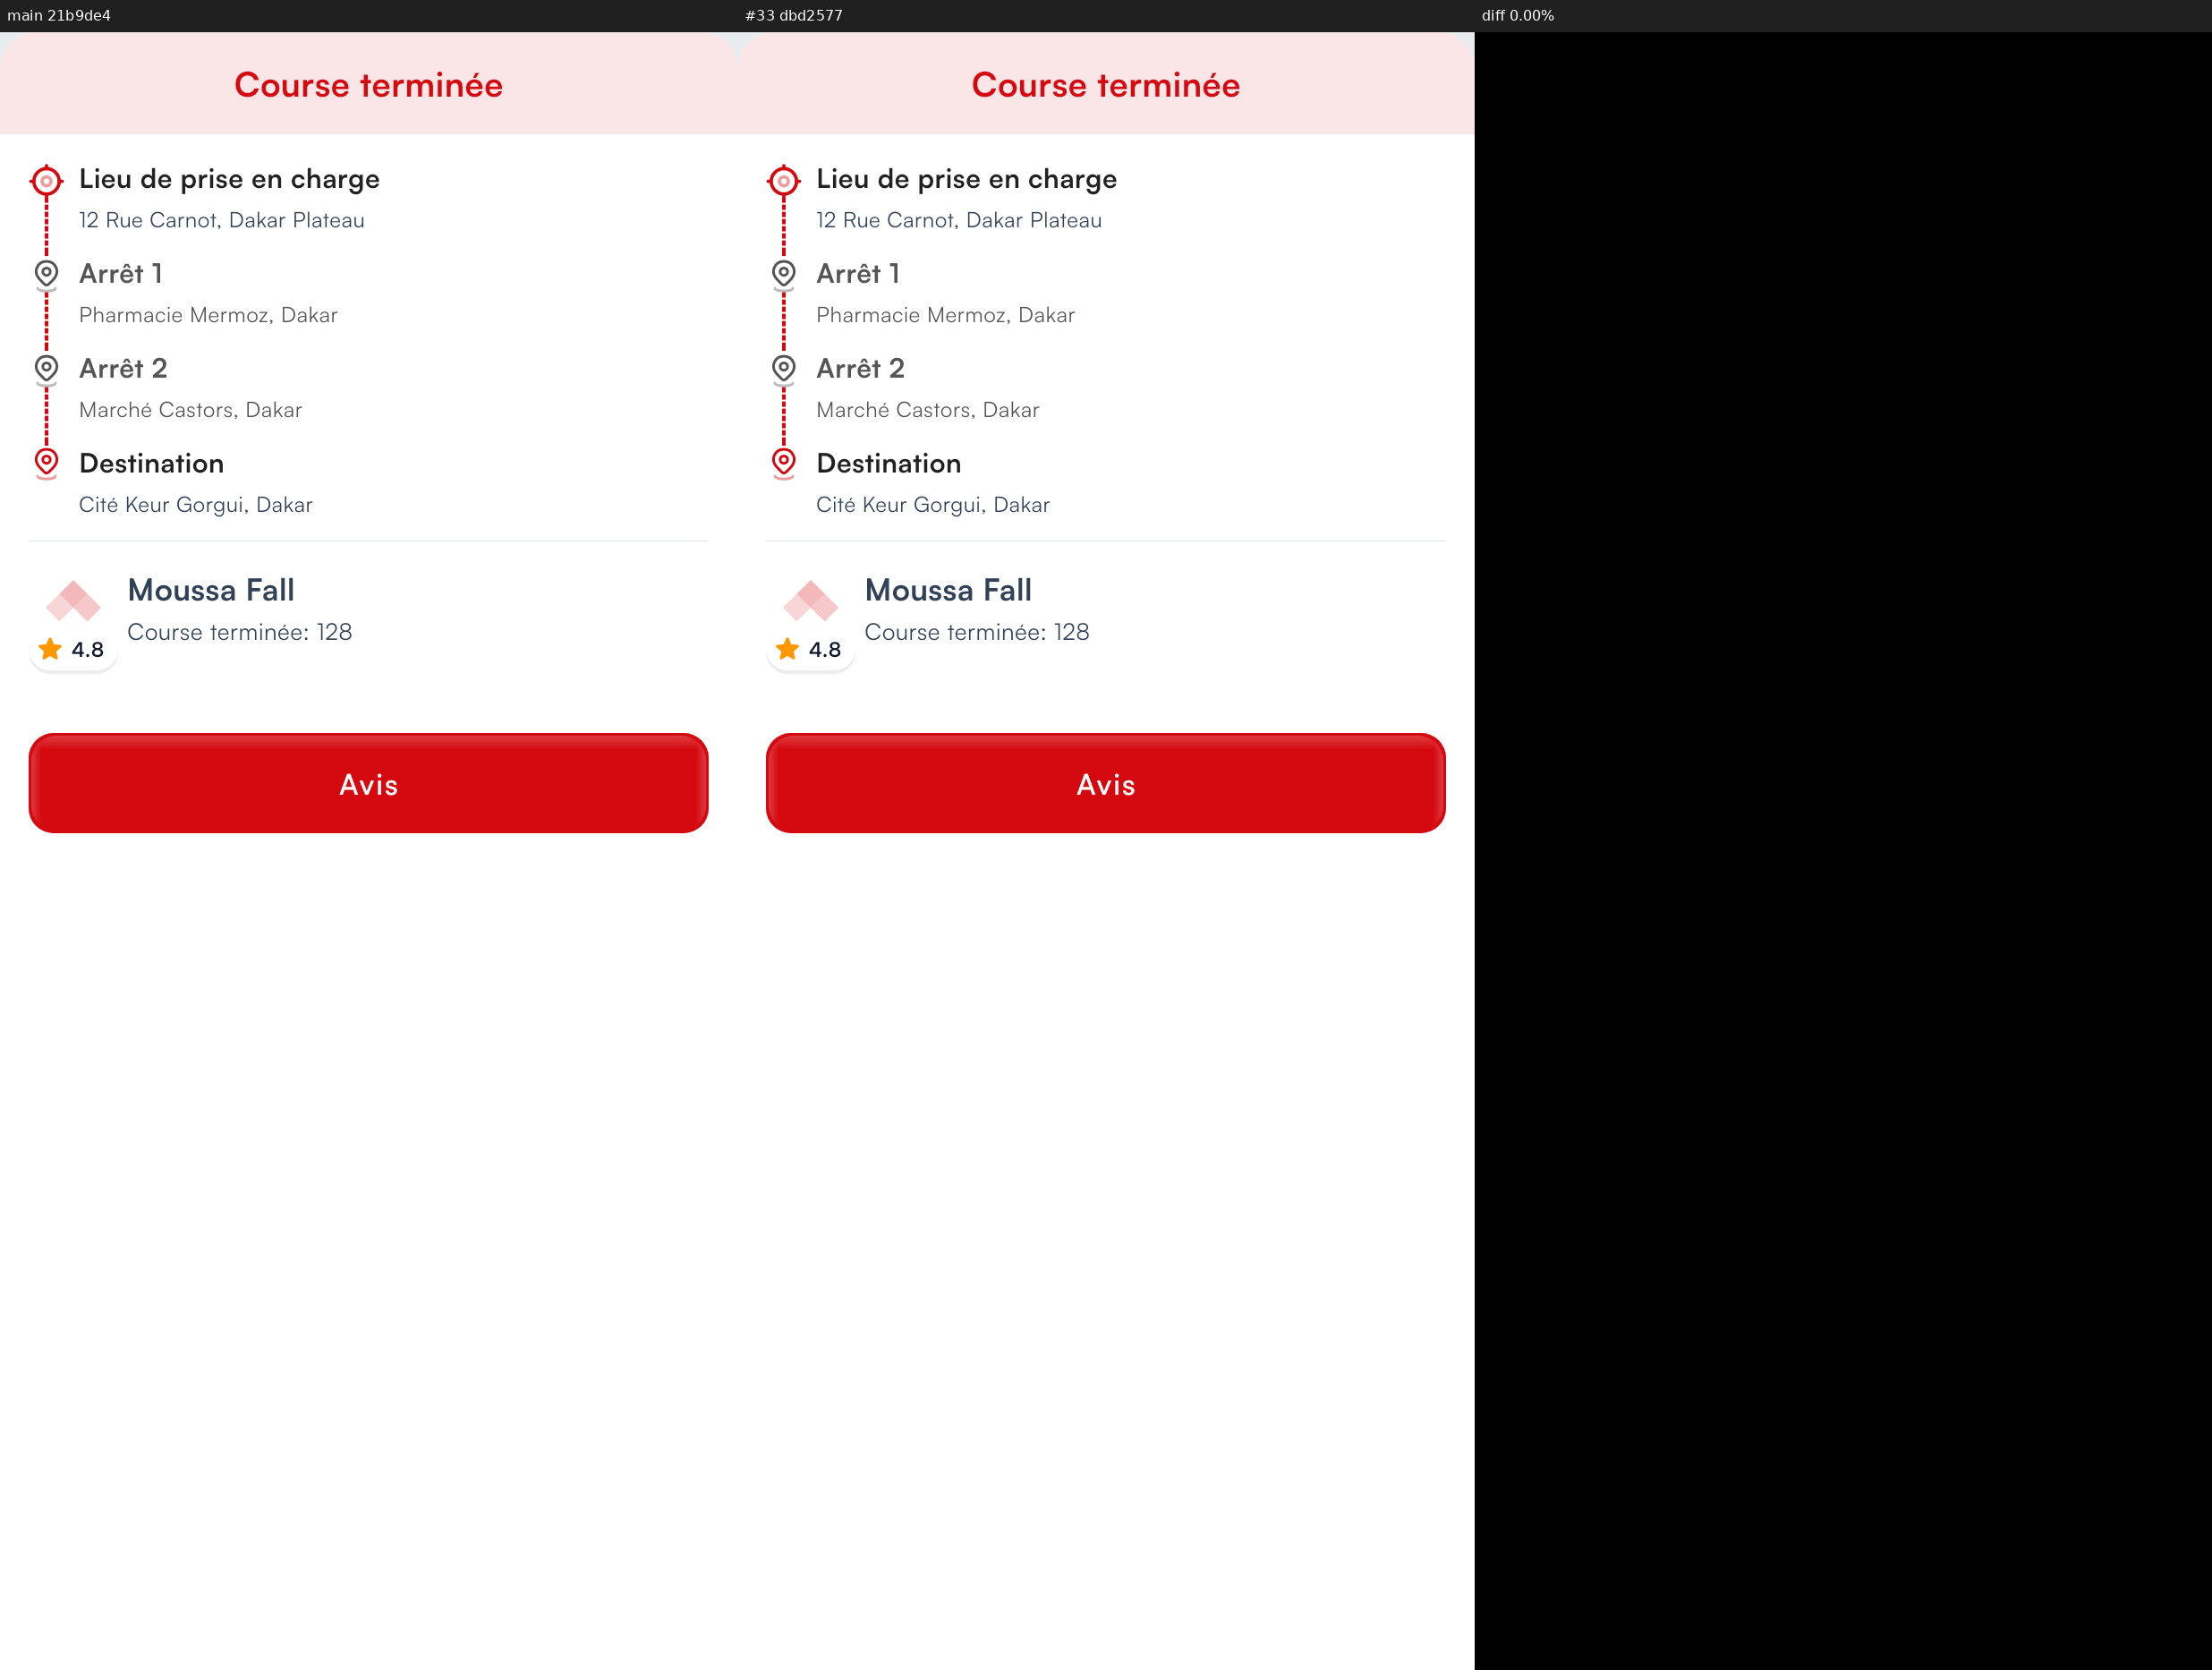 main 21b9de4
#33 dbd2577
diff 0.00%
Course terminée
Lieu de prise en charge
12 Rue Carnot, Dakar Plateau
Arrêt 1
Pharmacie Mermoz, Dakar
Arrêt 2
Marché Castors, Dakar
Destination
Cité Keur Gorgui, Dakar
Moussa Fall
Course terminée: 128
4.8
Avis
Course terminée
Lieu de prise en charge
12 Rue Carnot, Dakar Plateau
Arrêt 1
Pharmacie Mermoz, Dakar
Arrêt 2
Marché Castors, Dakar
Destination
Cité Keur Gorgui, Dakar
Moussa Fall
Course terminée: 128
4.8
Avis